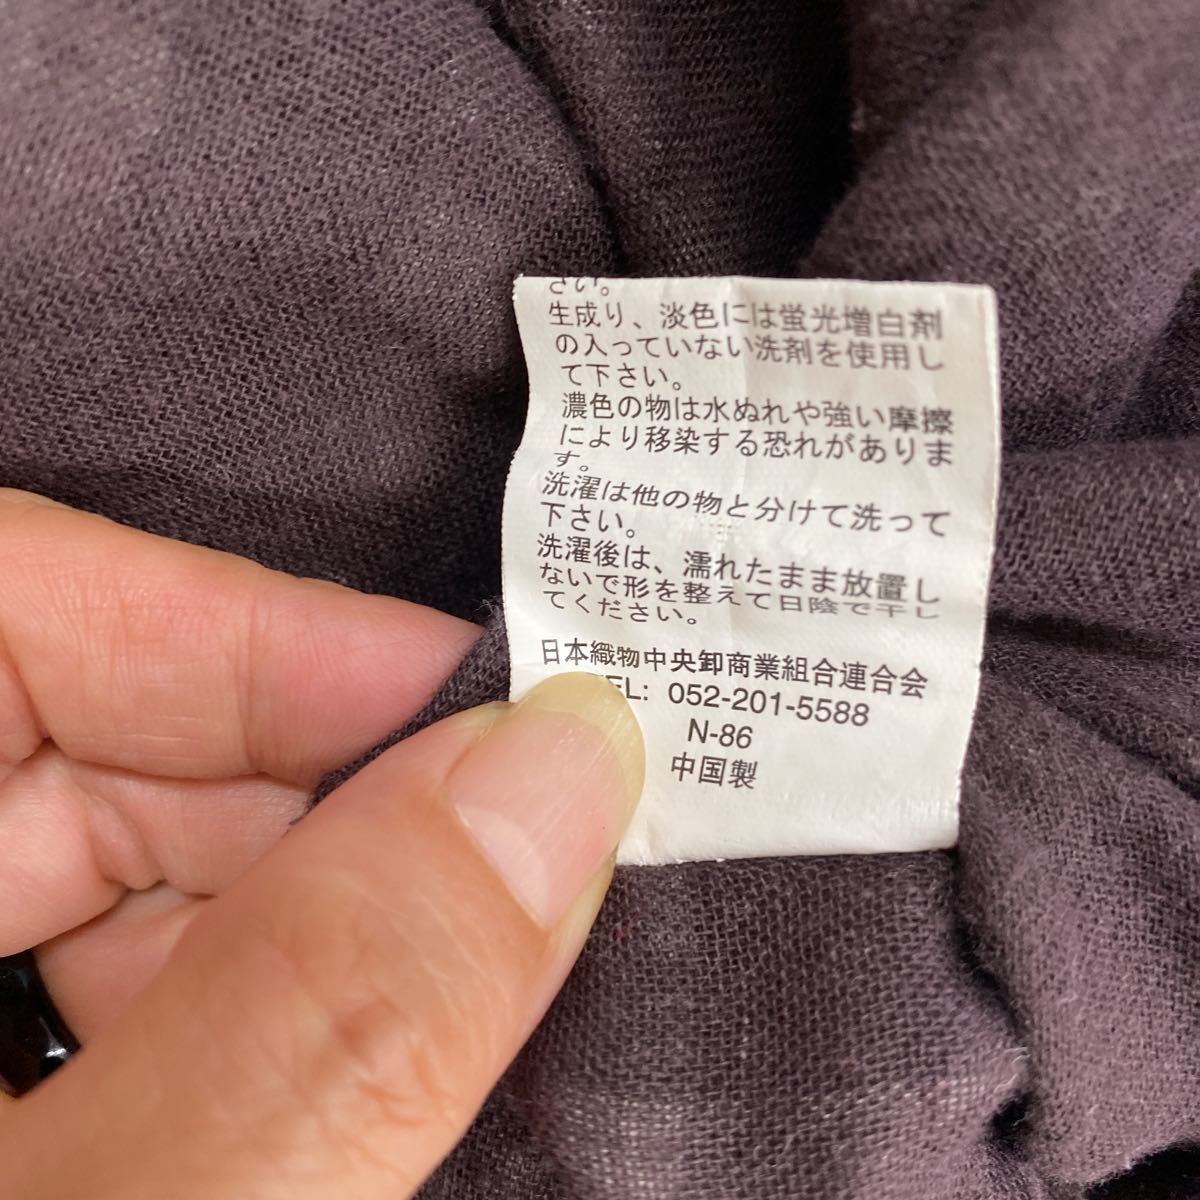 さい。
生成り、淡色には蛍光増白剤
の入っていない洗剤を使用し
て下さい。
濃色の物は水ぬれや強い摩擦
により移染する恐れがありま
す。
洗濯は他の物と分けて洗って
下さい。
洗濯後は、濡れたまま放置し
ないで形を整えて日陰で干し
てください。
日本織物中央卸商業組合連合会
TEL: 052-201-5588
N-86
中国製